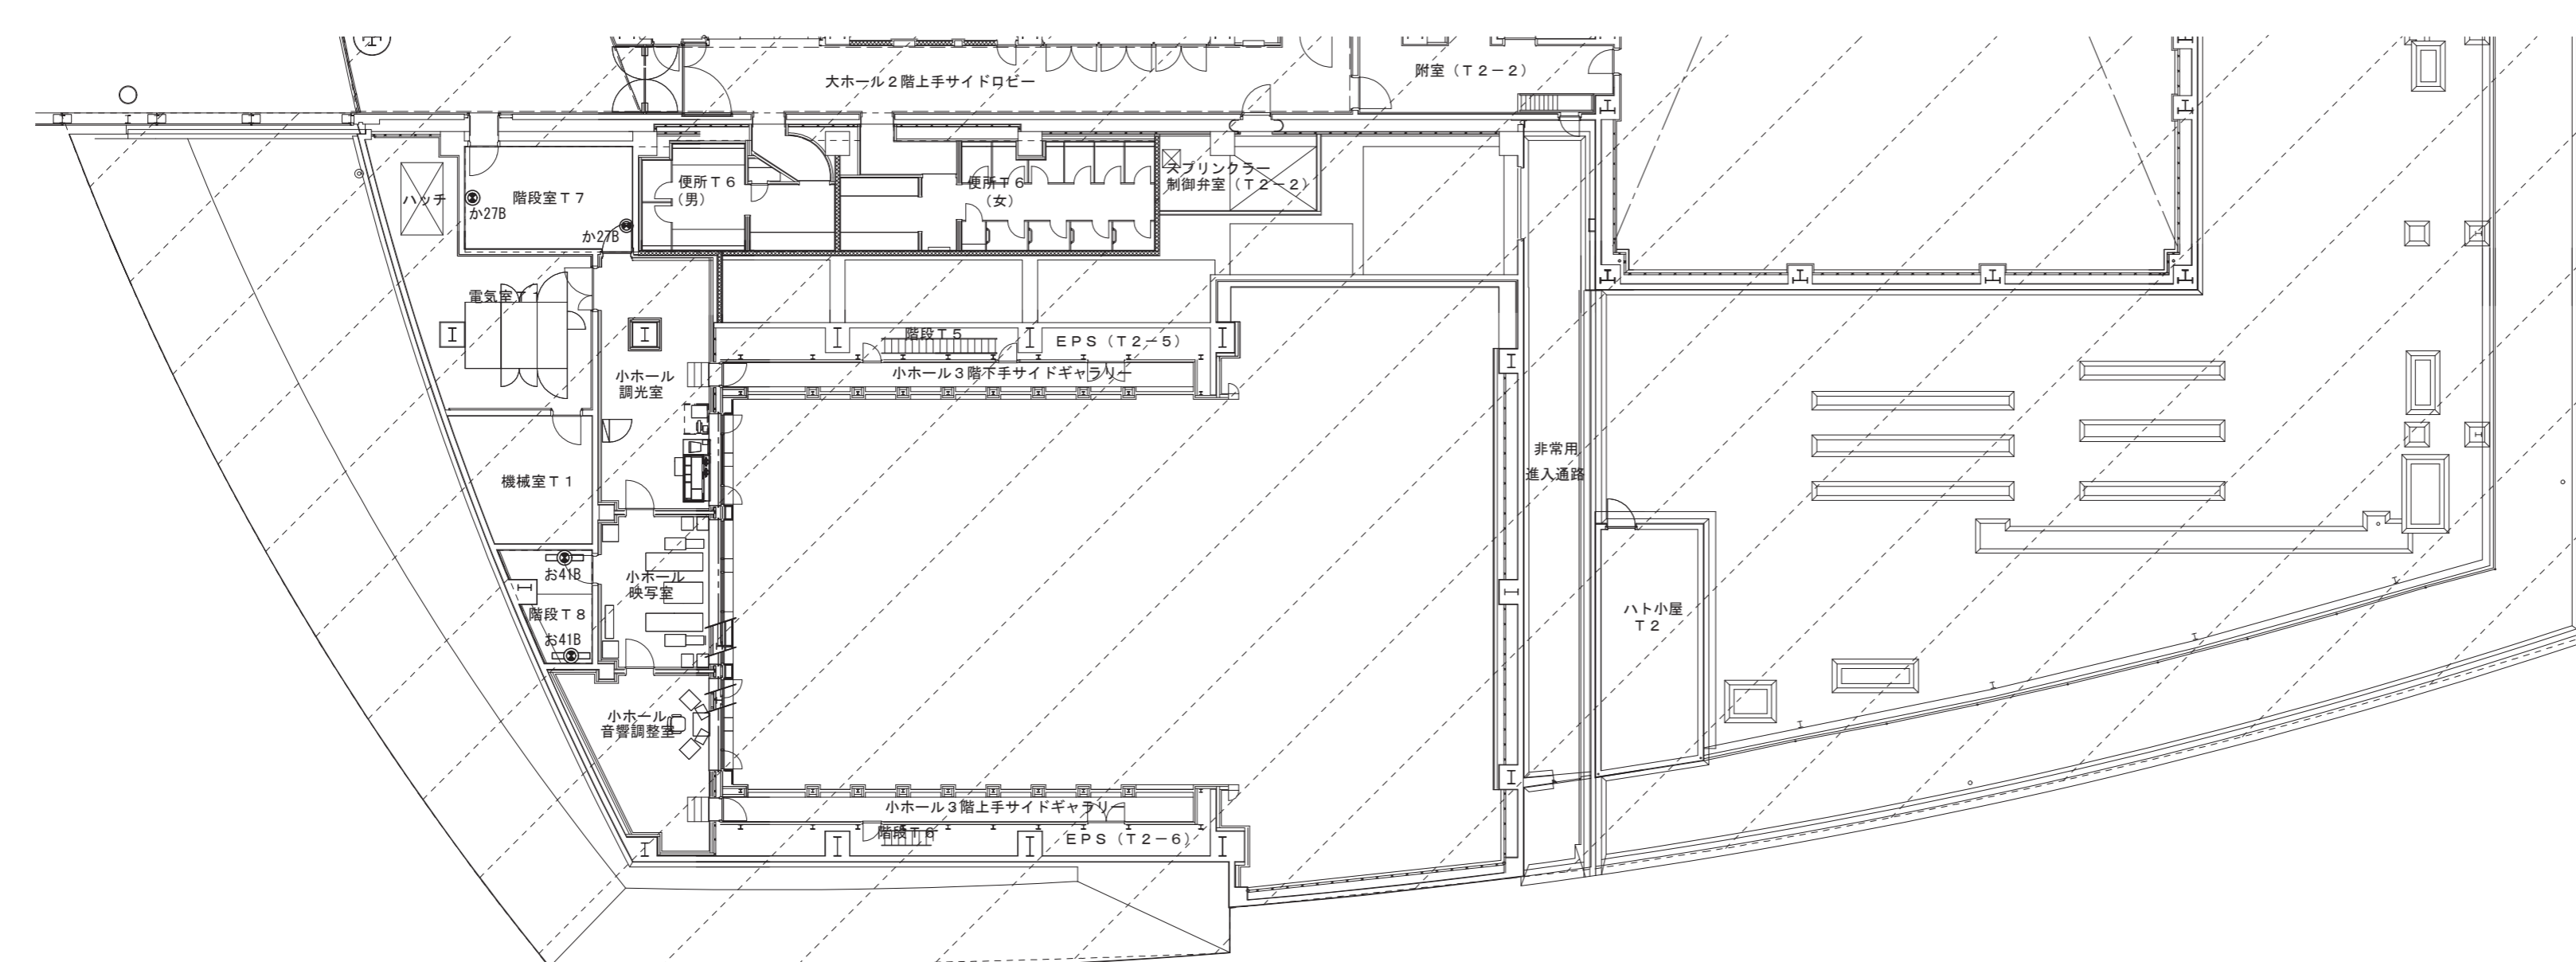 大ホール２階上手サイドロビー
附室（Ｔ２－２）
ハッチ
階段室Ｔ７
か27B
か27B
便所Ｔ６
（男）
便所Ｔ６
（女）
スプリンクラー
制御弁室（Ｔ２－２）
電気室Ｔ１
階段Ｔ５
ＥＰＳ（Ｔ２－５）
小ホール３階下手サイドギャラリー
小ホール
調光室
機械室Ｔ１
非常用
進入通路
お41B
階段Ｔ８
お41B
小ホール
映写室
ハト小屋
Ｔ２
小ホール
音響調整室
小ホール３階上手サイドギャラリー
階段Ｔ６
ＥＰＳ（Ｔ２－６）